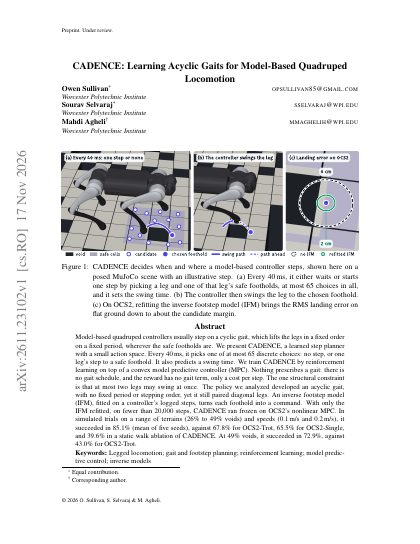 Preprint. Under review.
CADENCE: Learning Acyclic Gaits for Model-Based Quadruped
Locomotion
Owen Sullivan* OPSULLIVAN85@GMAIL.COM
Worcester Polytechnic Institute
Sourav Selvaraj* SSELVARAJ@WPI.EDU
Worcester Polytechnic Institute
Mahdi Agheli† MMAGHELIH@WPI.EDU
Worcester Polytechnic Institute
(a) Every 40 ms: one step or none
(b) The controller swings the leg
(c) Landing error on OCS2
6 cm
2 cm
void safe cells candidate chosen foothold swing path path ahead no IFM refitted IFM
Figure 1: CADENCE decides when and where a model-based controller steps, shown here on a
posed MuJoCo scene with an illustrative step. (a) Every 40 ms, it either waits or starts
one step by picking a leg and one of that leg's safe footholds, at most 65 choices in all,
and it sets the swing time. (b) The controller then swings the leg to the chosen foothold.
(c) On OCS2, refitting the inverse footstep model (IFM) brings the RMS landing error on
flat ground down to about the candidate margin.
Abstract
Model-based quadruped controllers usually step on a cyclic gait, which lifts the legs in a fixed
order on a fixed period, wherever the safe footholds are. We present CADENCE, a learned step planner
with a small action space. Every 40 ms, it picks one of at most 65 discrete choices: no step, or one
leg's step to a safe foothold. It also predicts a swing time. We train CADENCE by reinforcement
learning on top of a convex model predictive controller (MPC). Nothing prescribes a gait: there is
no gait schedule, and the reward has no gait term, only a cost per step. The one structural constraint
is that at most two legs may swing at once. The policy we analyzed developed an acyclic gait,
with no fixed period or stepping order, yet it still paired diagonal legs. An inverse footstep model
(IFM), fitted on a controller's logged steps, turns each foothold into a command. With only the
IFM refitted, on fewer than 20,000 steps, CADENCE ran frozen on OCS2's nonlinear MPC. In
simulated trials on a range of terrains (26% to 49% voids) and speeds (0.1 and 0.2 m/s), it
succeeded in 85.1% (mean of five seeds), against 67.8% for OCS2-Trot, 65.5% for OCS2-Single,
and 39.6% in a static walk ablation of CADENCE. At 49% voids, it succeeded in 72.9%, against
43.0% for OCS2-Trot.
Keywords: Legged locomotion; gait and footstep planning; reinforcement learning; model predic-
tive control; inverse models
* Equal contribution.
† Corresponding author.
© 2026 O. Sullivan, S. Selvaraj & M. Agheli.
arXiv:2611.23102v1 [cs.RO] 17 Nov 2026